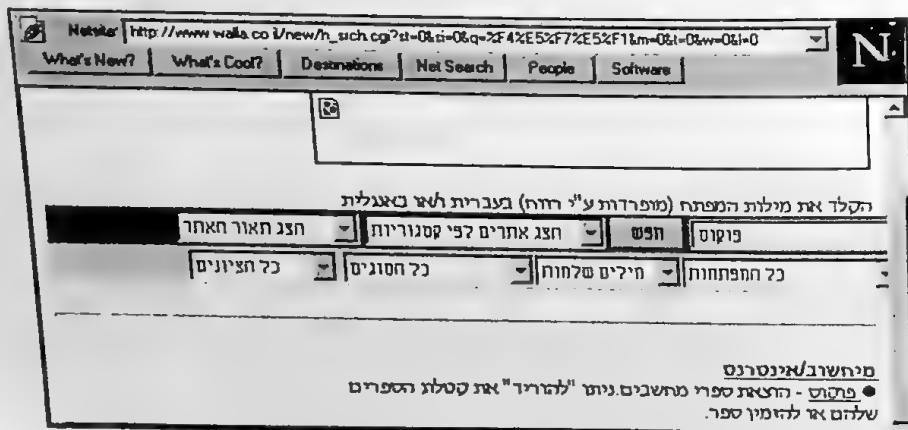 Netsite: http://www.walla.co.il/new/h_srch.cgi?st=0&si=0&q=%F4%E5%F7%E5%F1&m=0&t=0&w=0&l=0
N
What's New? What's Cool? Destinations Net Search People Software
הקלד את מילות המפתח (מופרדות ע"י רווח) בעברית ו/או באנגלית
פוקוס חפש הצג אתרים לפי קטגוריות הצג תאור האתר
כל המפתחות מילים שלמות כל הסוגים כל הציונים
מיחשוב/אינטרנס
● פוקוס - הוצאת ספרי מחשבים.ניתן "להוריד" את קטלוג הספרים
שלהם או להזמין ספר.